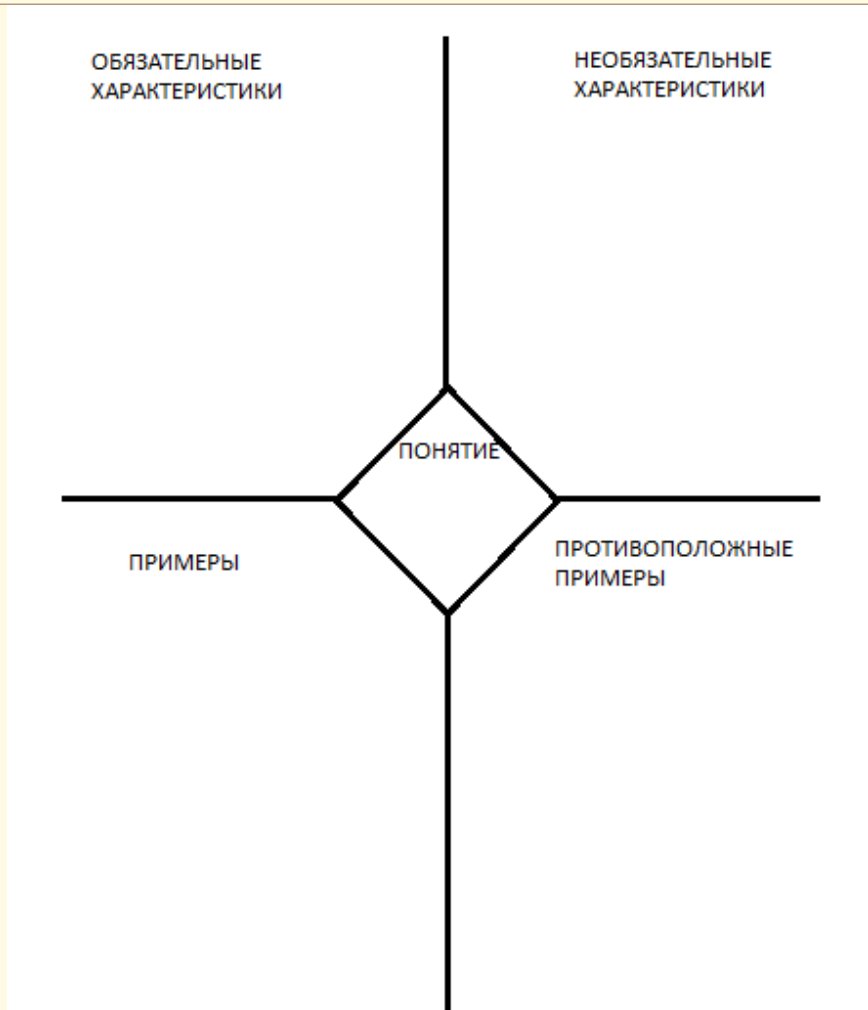 ОБЯЗАТЕЛЬНЫЕ
ХАРАКТЕРИСТИКИ
НЕОБЯЗАТЕЛЬНЫЕ
ХАРАКТЕРИСТИКИ
ПОНЯТИЕ
ПРИМЕРЫ
ПРОТИВОПОЛОЖНЫЕ
ПРИМЕРЫ